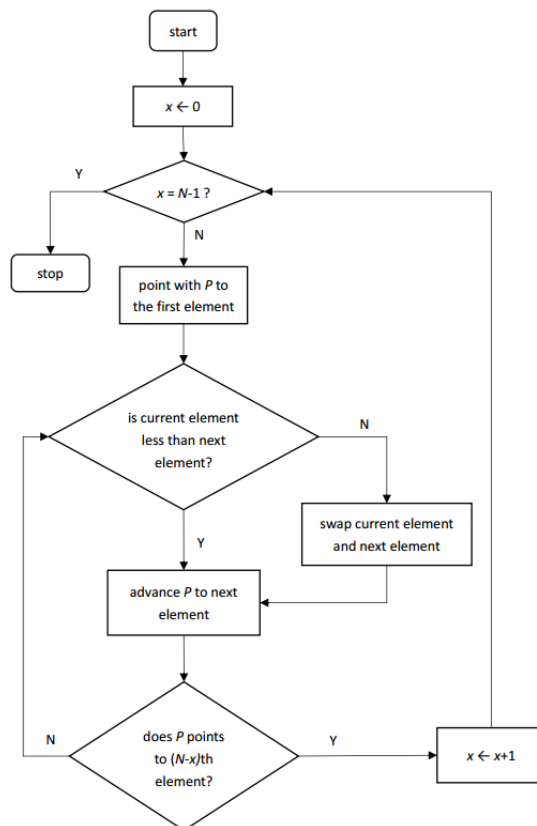 start
x ← 0
Y
x = N-1 ?
N
stop
point with P to
the first element
is current element
less than next
element?
N
swap current element
and next element
Y
advance P to next
element
N
does P points
to (N-x)th
element?
Y
x ← x+1